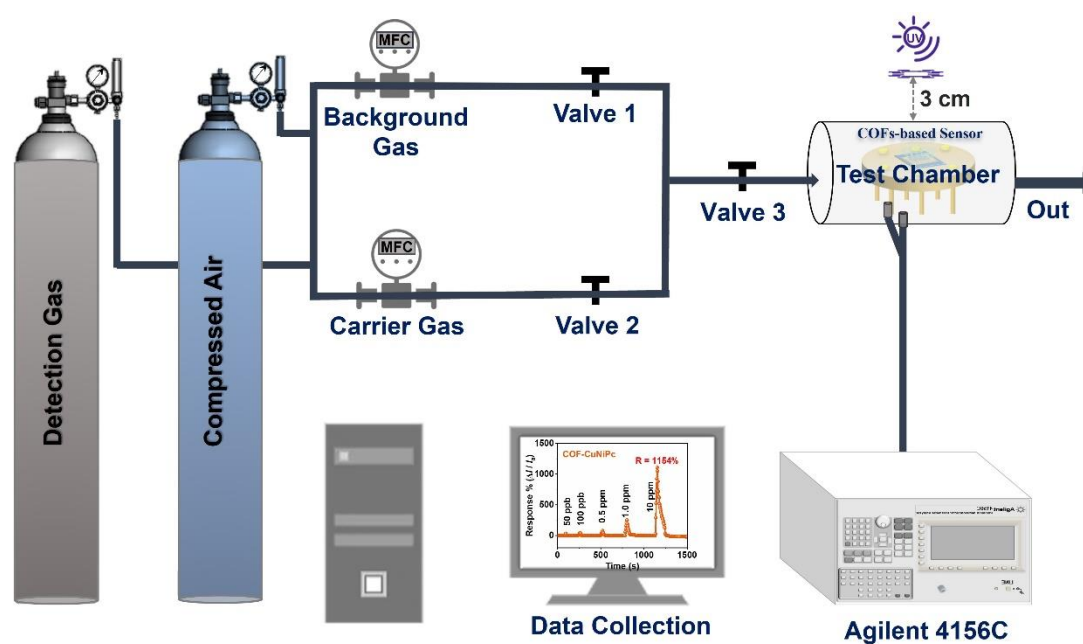 UV
3 cm
MFC
Background
Gas
Valve 1
COFs-based Sensor
Test Chamber
Valve 3
Out
MFC
Carrier Gas
Valve 2
Detection Gas
Compressed Air
1500
1000
500
0
Response % (ΔI / I₀)
COF-CuNiPc
R = 1154%
50 ppb
100 ppb
0.5 ppm
1.0 ppm
10 ppm
0 500 1000 1500
Time (s)
Data Collection
Agilent
Agilent 4156C